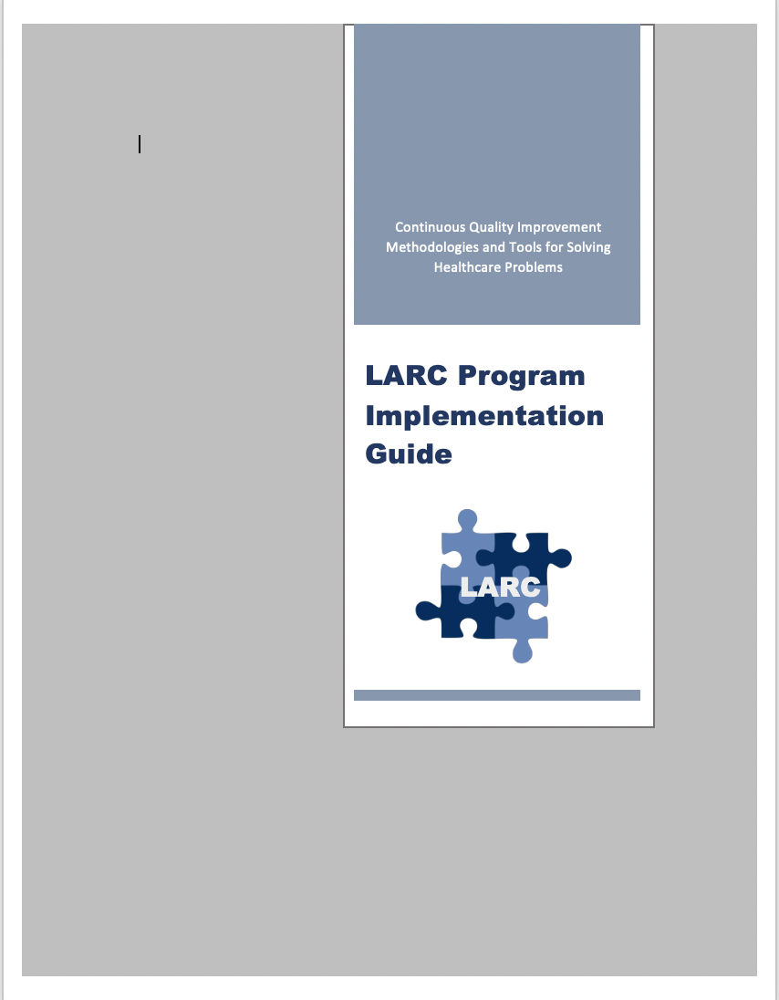 Continuous Quality Improvement
Methodologies and Tools for Solving
Healthcare Problems
LARC Program
Implementation
Guide
LARC